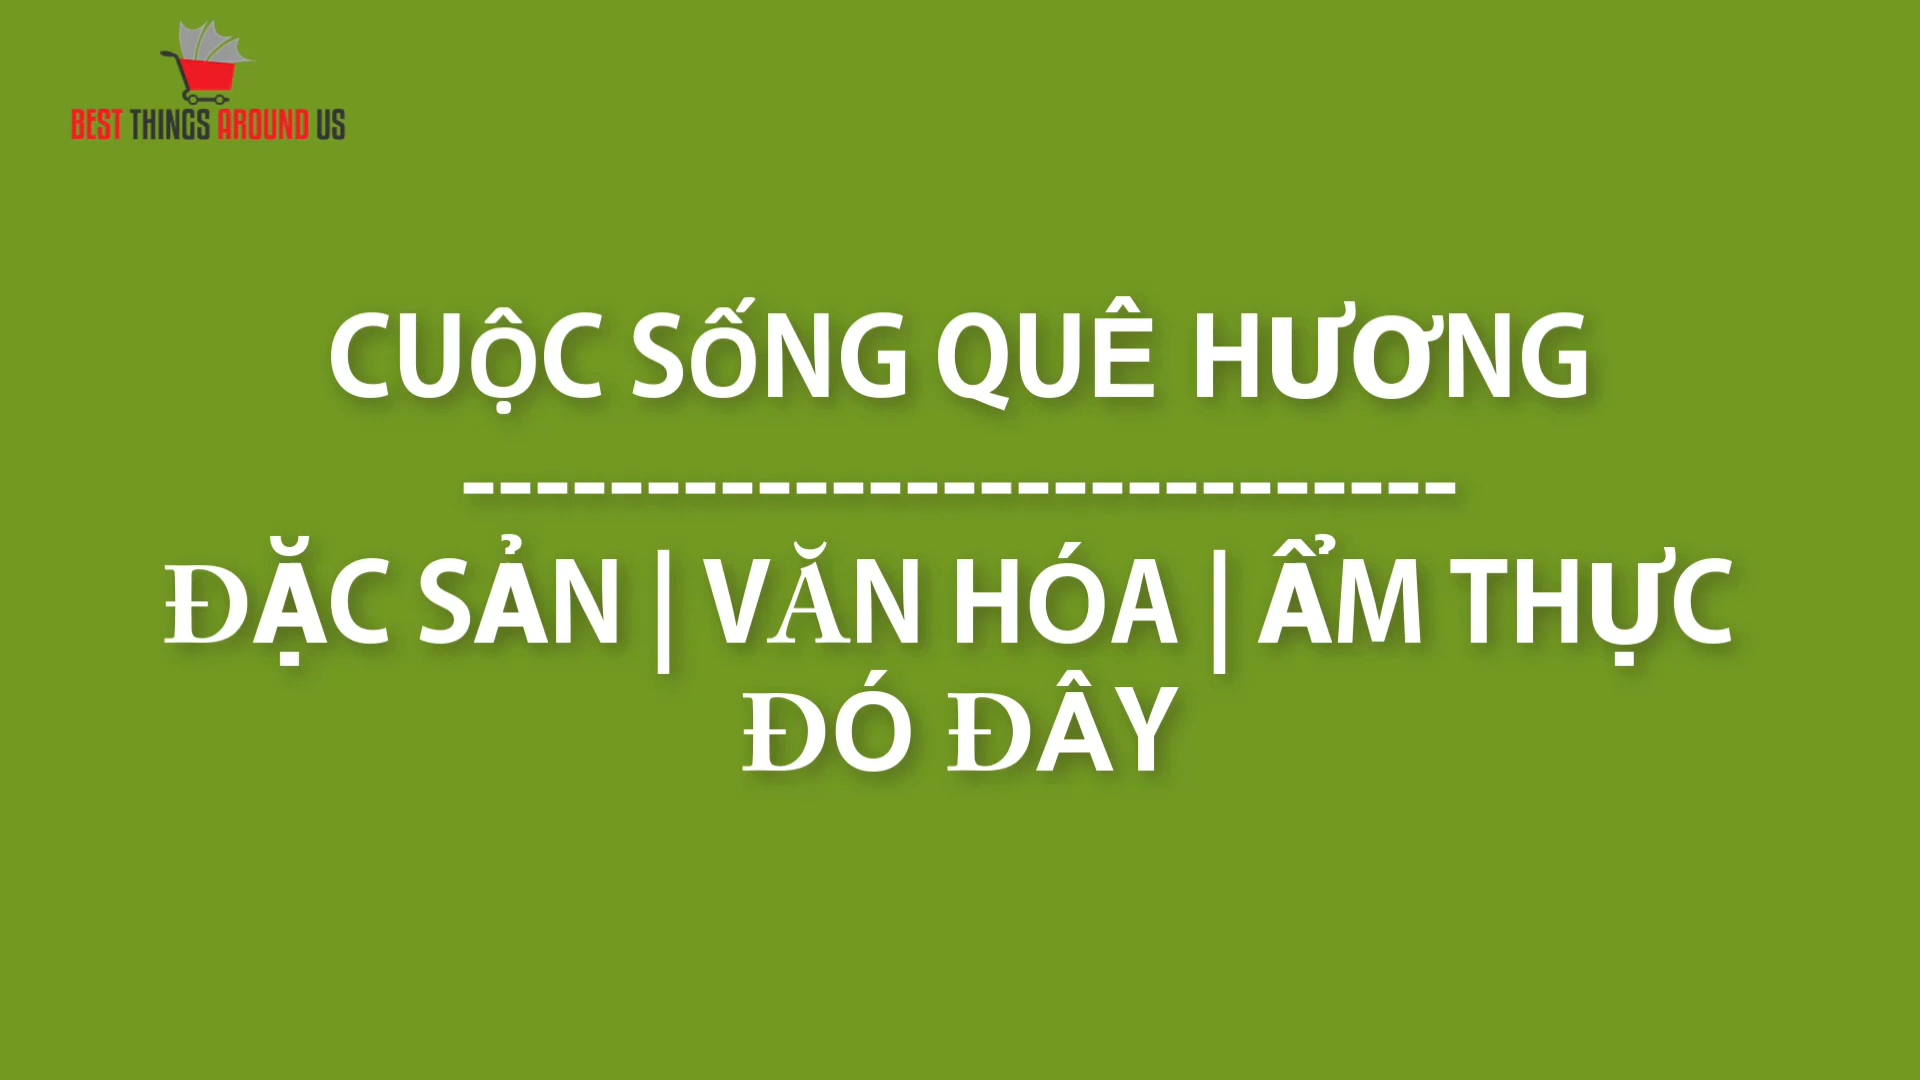 BEST THINGS AROUND US
CUỘC SỐNG QUÊ HƯƠNG
---------------------------
ĐẶC SẢN | VĂN HÓA | ẨM THỰC
ĐÓ ĐÂY